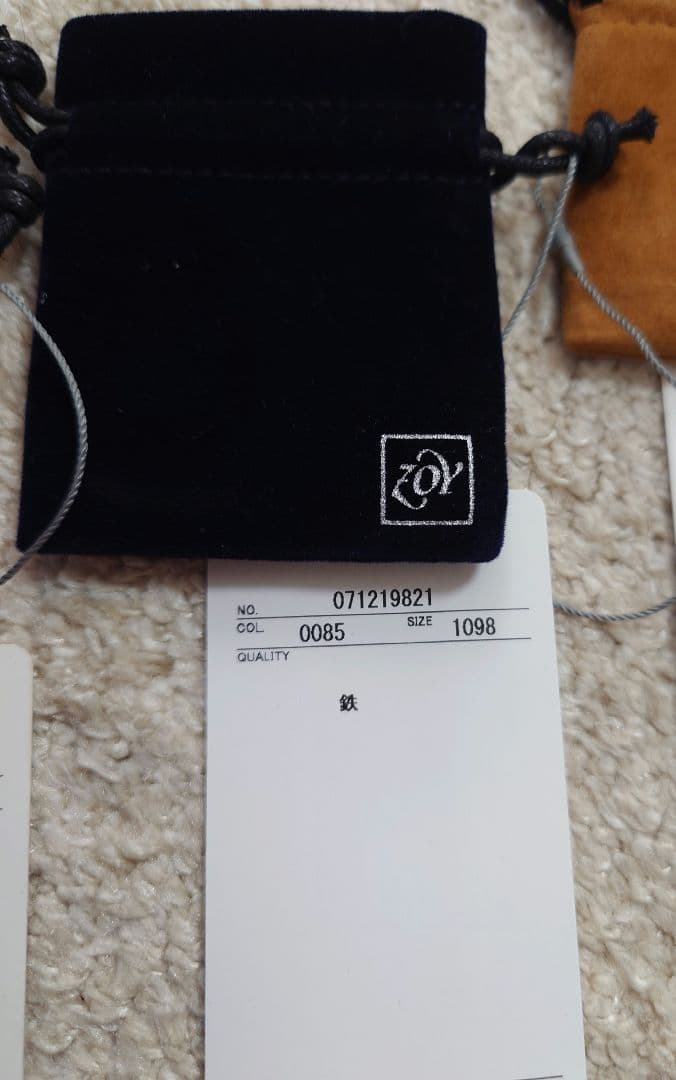 ZOY
NO. 071219821
COL 0085 SIZE 1098
QUALITY
鉄